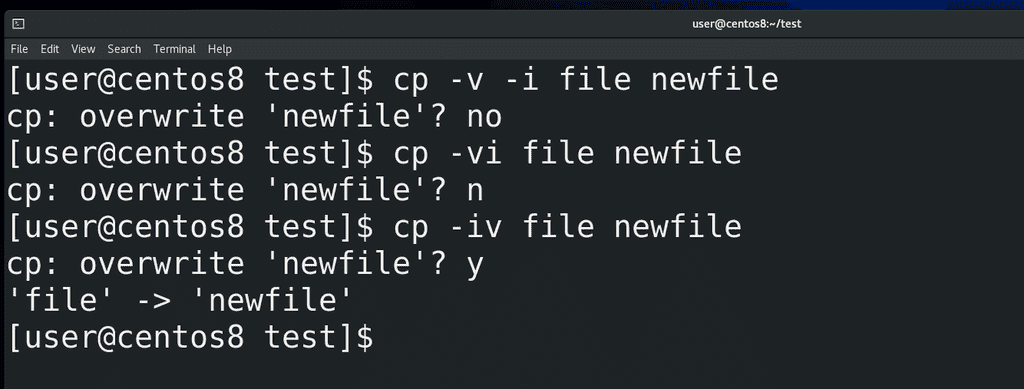 user@centos8:~/test
File Edit View Search Terminal Help
[user@centos8 test]$ cp -v -i file newfile
cp: overwrite 'newfile'? no
[user@centos8 test]$ cp -vi file newfile
cp: overwrite 'newfile'? n
[user@centos8 test]$ cp -iv file newfile
cp: overwrite 'newfile'? y
'file' -> 'newfile'
[user@centos8 test]$